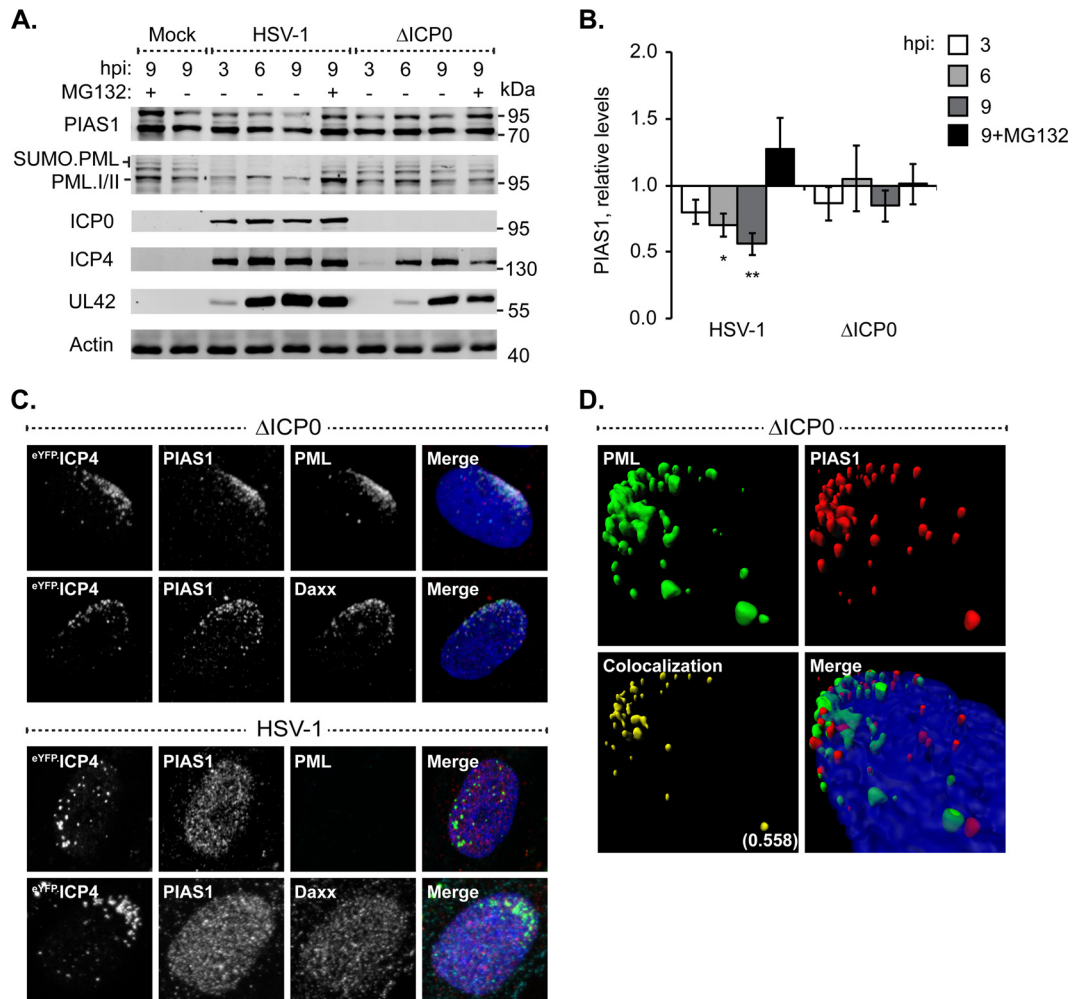 A.
Mock HSV-1 ΔICP0
hpi: 9 9 3 6 9 9 3 6 9 9
MG132: + - - - - + - - - + kDa
PIAS1 95
70
SUMO.PML
PML.I/II 95
ICP0 95
ICP4 130
UL42 55
Actin 40
B.
hpi: 3
6
9
9+MG132
PIAS1, relative levels
2.0
1.5
1.0
0.5
0.0
* **
HSV-1 ΔICP0
C.
ΔICP0
eYFP.ICP4 PIAS1 PML Merge
eYFP.ICP4 PIAS1 Daxx Merge
HSV-1
eYFP.ICP4 PIAS1 PML Merge
eYFP.ICP4 PIAS1 Daxx Merge
D.
ΔICP0
PML PIAS1
Colocalization Merge
(0.558)